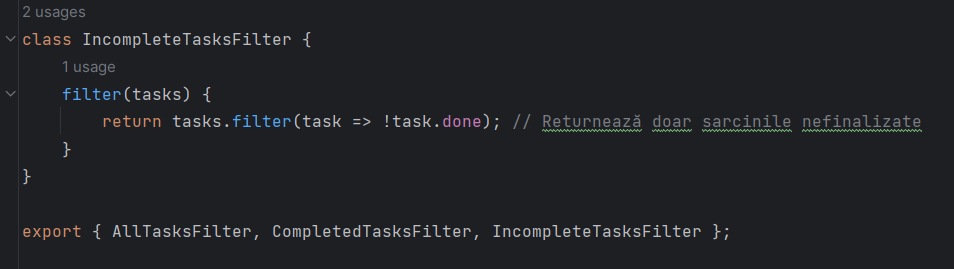 2 usages
class IncompleteTasksFilter {
1 usage
filter(tasks) {
return tasks.filter(task => !task.done); // Returnează doar sarcinile nefinalizate
}
}
export { AllTasksFilter, CompletedTasksFilter, IncompleteTasksFilter };